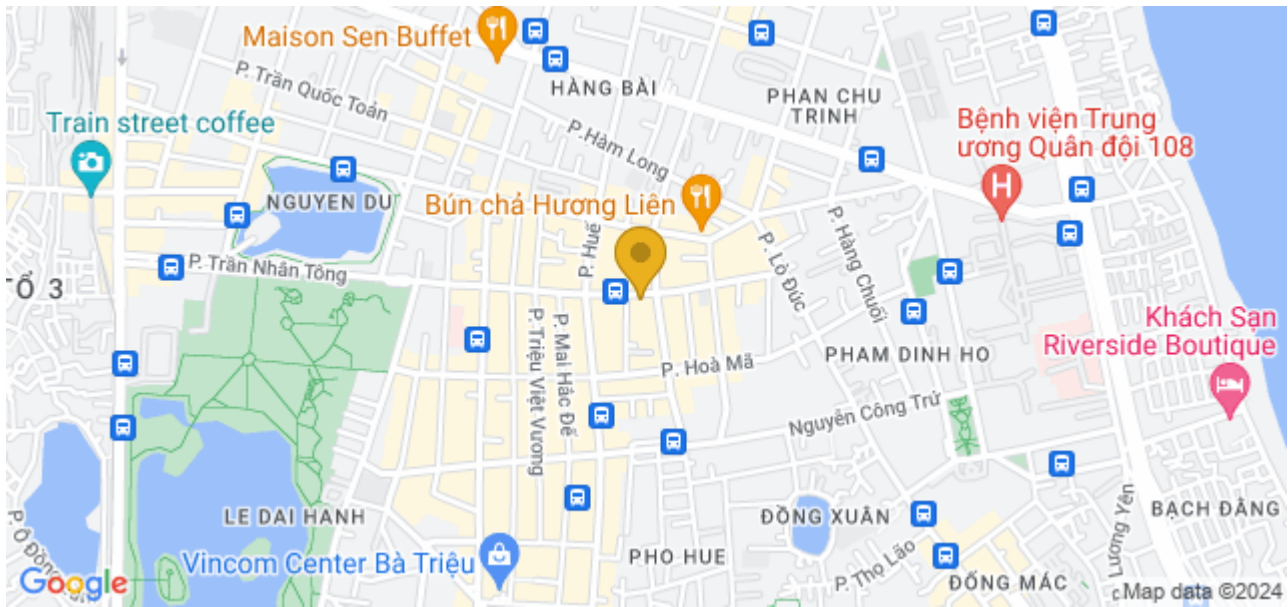 Maison Sen Buffet
P. Trần Quốc Toản
HÀNG BÀI
PHAN CHU
TRINH
Train street coffee
P.Hàm Long
Bệnh viện Trung
ương Quân đội 108
NGUYEN DU
Bún chả Hương Liên
P. Huế
P. Lò Đúc
P. Hàng Chuối
P. Trần Nhân Tông
TỔ 3
Khách Sạn
Riverside Boutique
P. Triệu Việt Vương
P. Mai Hắc Đế
P. Hoà Mã
PHAM DINH HO
Nguyễn Công Trứ
LE DAI HANH
ĐỒNG XUÂN
BẠCH ĐẰNG
Lương Yên
Vincom Center Bà Triệu
PHO HUE
P. Thọ Lão
ĐỐNG MÁC
P. Ô Đồng
Google
Map data ©2024